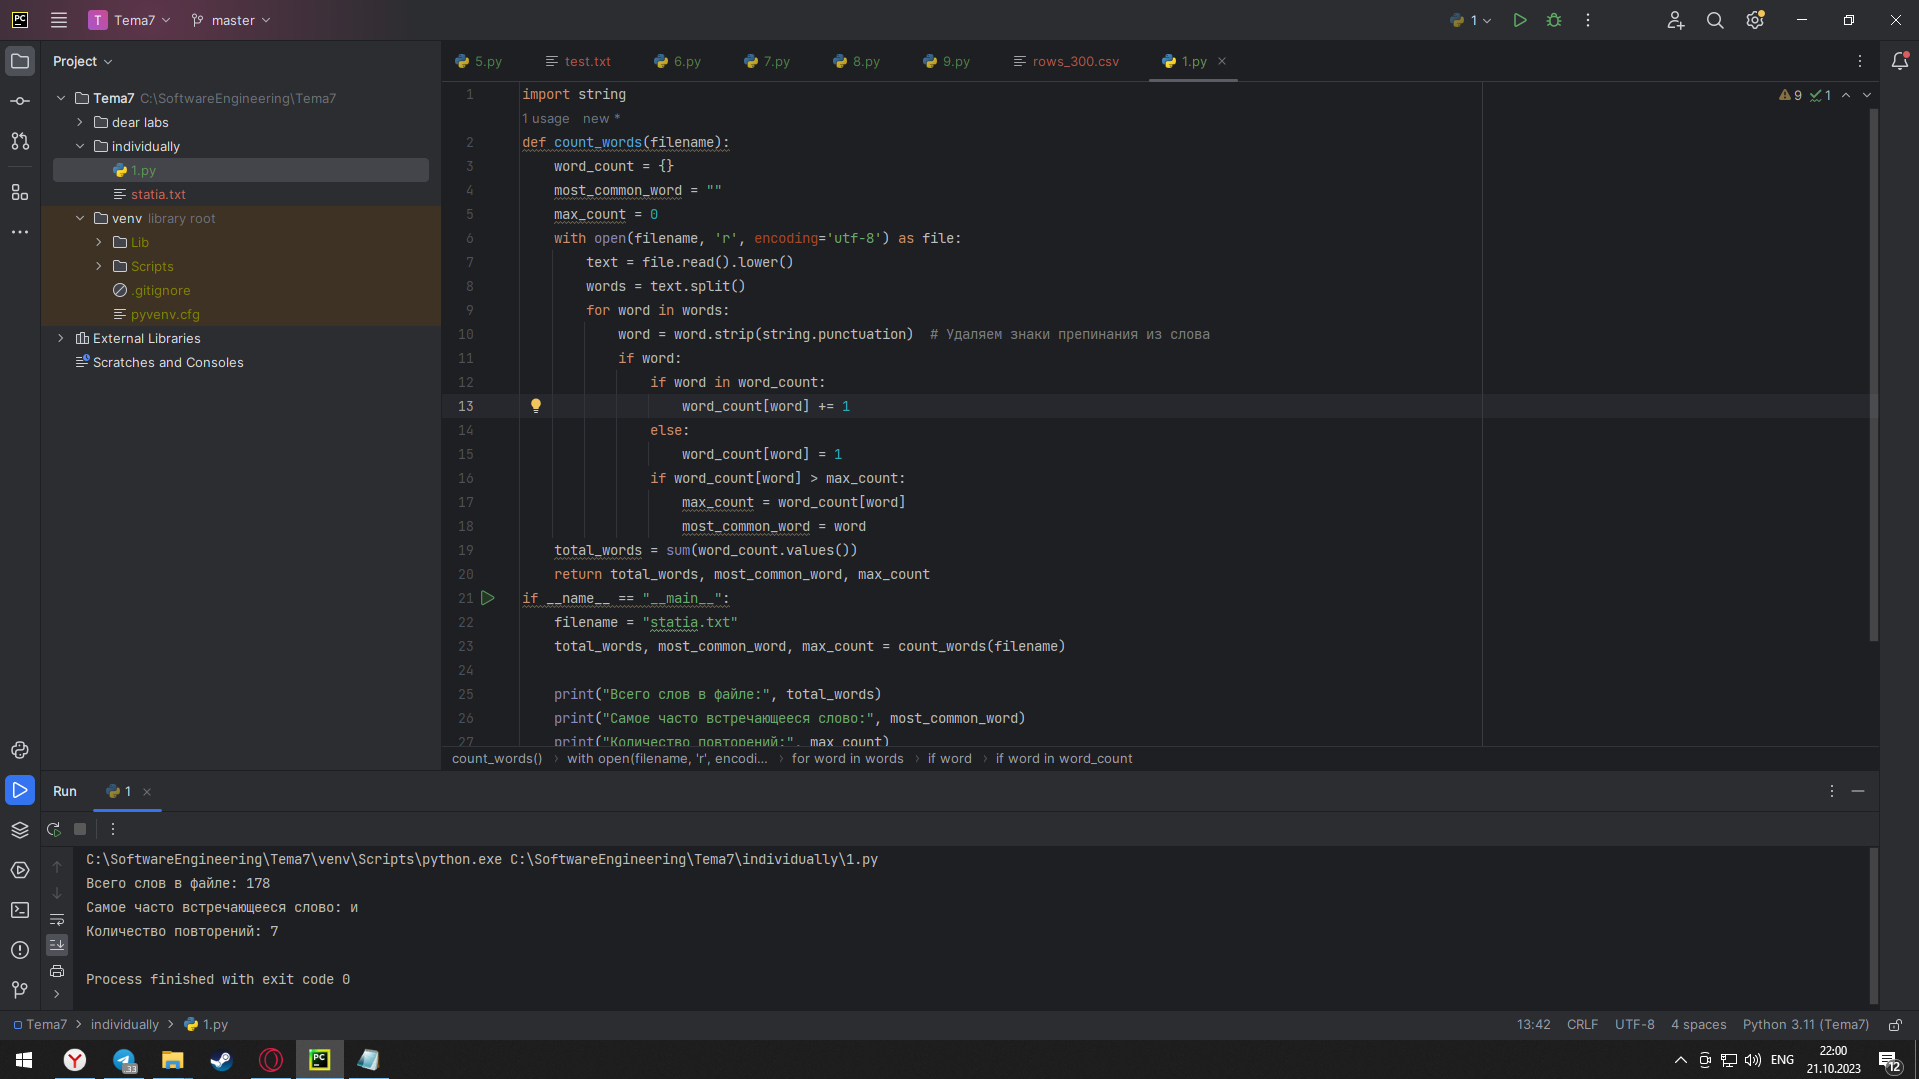 PC
T Tema7
master
1
Project
5.py
test.txt
6.py
7.py
8.py
9.py
rows_300.csv
1.py
Tema7 C:\SoftwareEngineering\Tema7
dear labs
individually
1.py
statia.txt
venv library root
Lib
Scripts
.gitignore
pyvenv.cfg
External Libraries
Scratches and Consoles
9 1
1 import string
1 usage new *
2 def count_words(filename):
3 word_count = {}
4 most_common_word = ""
5 max_count = 0
6 with open(filename, 'r', encoding='utf-8') as file:
7 text = file.read().lower()
8 words = text.split()
9 for word in words:
10 word = word.strip(string.punctuation)  # Удаляем знаки препинания из слова
11 if word:
12 if word in word_count:
13 word_count[word] += 1
14 else:
15 word_count[word] = 1
16 if word_count[word] > max_count:
17 max_count = word_count[word]
18 most_common_word = word
19 total_words = sum(word_count.values())
20 return total_words, most_common_word, max_count
21 if __name__ == "__main__":
22 filename = "statia.txt"
23 total_words, most_common_word, max_count = count_words(filename)
24
25 print("Всего слов в файле:", total_words)
26 print("Самое часто встречающееся слово:", most_common_word)
27 print("Количество повторений:", max_count)
count_words() › with open(filename, 'r', encodi... › for word in words › if word › if word in word_count
Run 1
C:\SoftwareEngineering\Tema7\venv\Scripts\python.exe C:\SoftwareEngineering\Tema7\individually\1.py
Всего слов в файле: 178
Самое часто встречающееся слово: и
Количество повторений: 7
Process finished with exit code 0
Tema7 › individually › 1.py
13:42 CRLF UTF-8 4 spaces Python 3.11 (Tema7)
Y
33
PC
ENG
22:00
21.10.2023
12